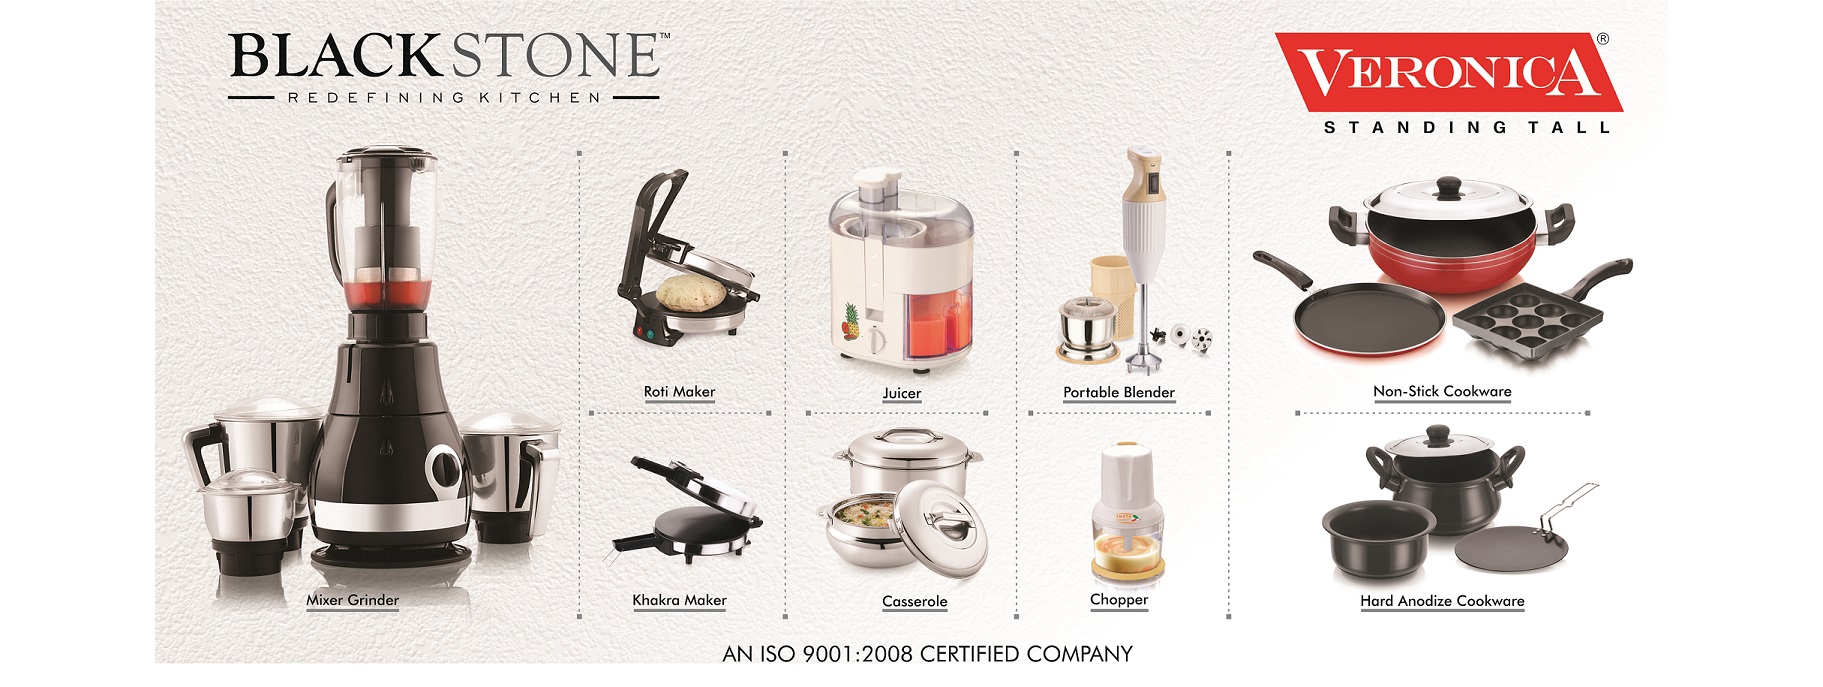 BLACKSTONE™
REDEFINING KITCHEN
VERONICA®
STANDING TALL
Roti Maker
Juicer
Portable Blender
Non-Stick Cookware
Mixer Grinder
Khakra Maker
Casserole
Chopper
Hard Anodize Cookware
AN ISO 9001:2008 CERTIFIED COMPANY